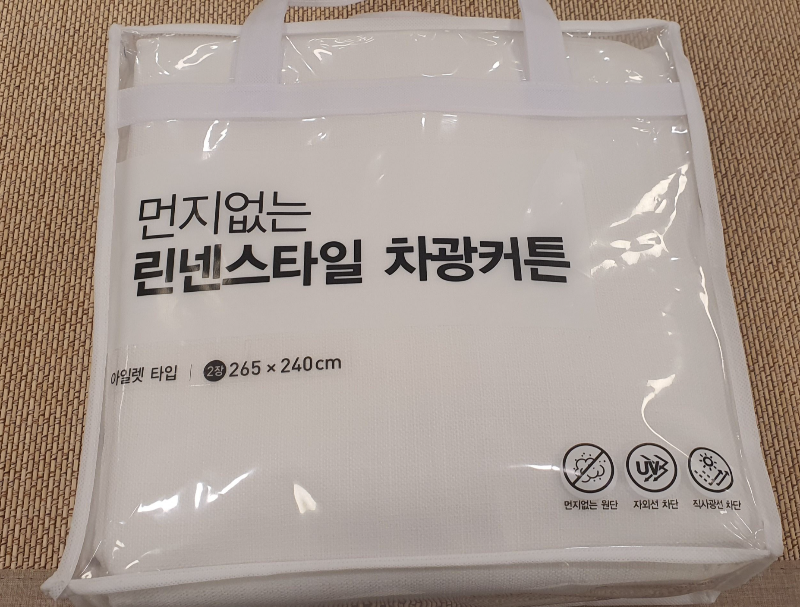 먼지없는
린넨스타일 차광커튼
아일렛 타입 | 2장 265 × 240cm
UV
먼지없는 원단 자외선 차단 직사광선 차단